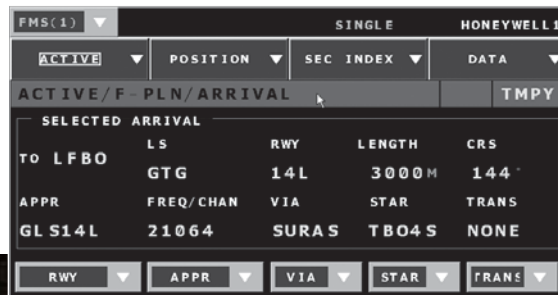 FMS(1) SINGLE HONEYWELL1
ACTIVE POSITION SEC INDEX DATA
ACTIVE/F-PLN/ARRIVAL TMPY
SELECTED ARRIVAL
LS RWY LENGTH CRS
TO LFBO GTG 14L 3000M 144°
APPR FREQ/CHAN VIA STAR TRANS
GLS14L 21064 SURAS TBO4S NONE
RWY APPR VIA STAR TRANS